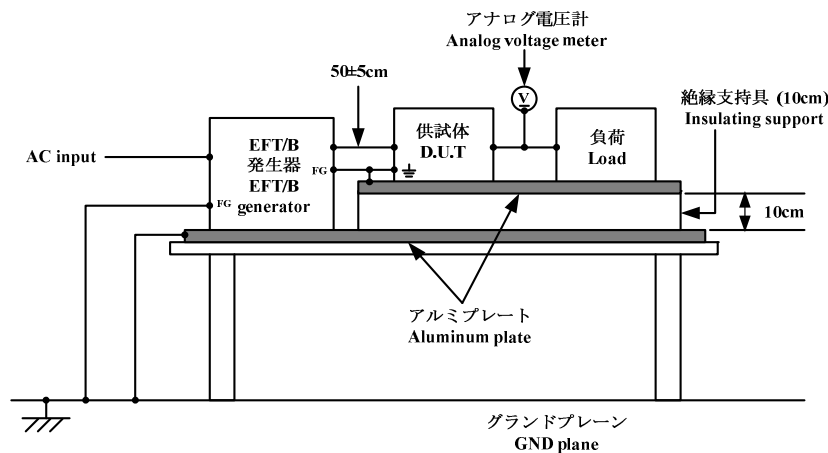 アナログ電圧計
Analog voltage meter
50±5cm
絶縁支持具 (10cm)
Insulating support
AC input
EFT/B
発生器
EFT/B
generator
FG
FG
供試体
D.U.T
V
負荷
Load
10cm
アルミプレート
Aluminum plate
グランドプレーン
GND plane